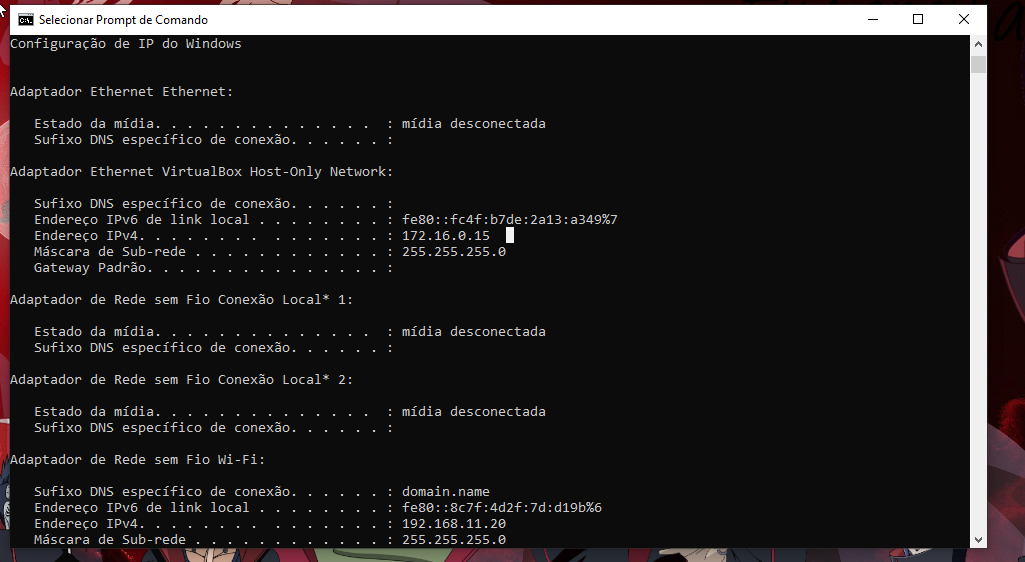 Selecionar Prompt de Comando
Configuração de IP do Windows
Adaptador Ethernet Ethernet:
Estado da mídia. . . . . . . . . . . . . .  : mídia desconectada
Sufixo DNS específico de conexão. . . . . . :
Adaptador Ethernet VirtualBox Host-Only Network:
Sufixo DNS específico de conexão. . . . . . :
Endereço IPv6 de link local . . . . . . . . : fe80::fc4f:b7de:2a13:a349%7
Endereço IPv4. . . . . . . .  . . . . . . . : 172.16.0.15
Máscara de Sub-rede . . . . . . . . . . . . : 255.255.255.0
Gateway Padrão. . . . . . . . . . . . . . . :
Adaptador de Rede sem Fio Conexão Local* 1:
Estado da mídia. . . . . . . . . . . . . .  : mídia desconectada
Sufixo DNS específico de conexão. . . . . . :
Adaptador de Rede sem Fio Conexão Local* 2:
Estado da mídia. . . . . . . . . . . . . .  : mídia desconectada
Sufixo DNS específico de conexão. . . . . . :
Adaptador de Rede sem Fio Wi-Fi:
Sufixo DNS específico de conexão. . . . . . : domain.name
Endereço IPv6 de link local . . . . . . . . : fe80::8c7f:4d2f:7d:d19b%6
Endereço IPv4. . . . . . . .  . . . . . . . : 192.168.11.20
Máscara de Sub-rede . . . . . . . . . . . . : 255.255.255.0